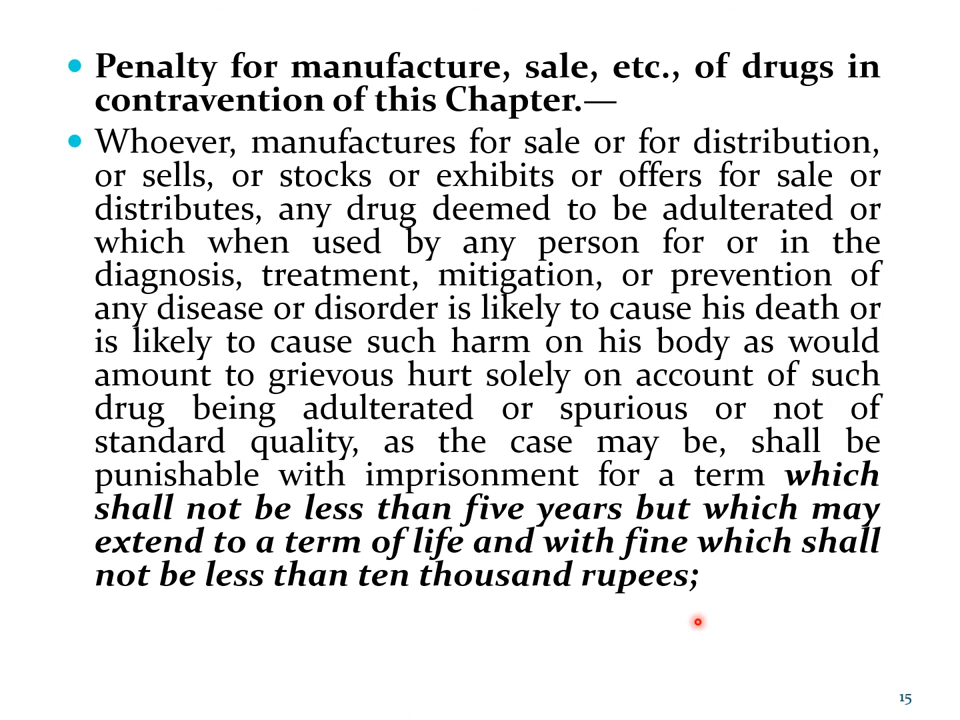 Penalty for manufacture, sale, etc., of drugs in
contravention of this Chapter.—
Whoever, manufactures for sale or for distribution,
or sells, or stocks or exhibits or offers for sale or
distributes, any drug deemed to be adulterated or
which when used by any person for or in the
diagnosis, treatment, mitigation, or prevention of
any disease or disorder is likely to cause his death or
is likely to cause such harm on his body as would
amount to grievous hurt solely on account of such
drug being adulterated or spurious or not of
standard quality, as the case may be, shall be
punishable with imprisonment for a term which
shall not be less than five years but which may
extend to a term of life and with fine which shall
not be less than ten thousand rupees;
15